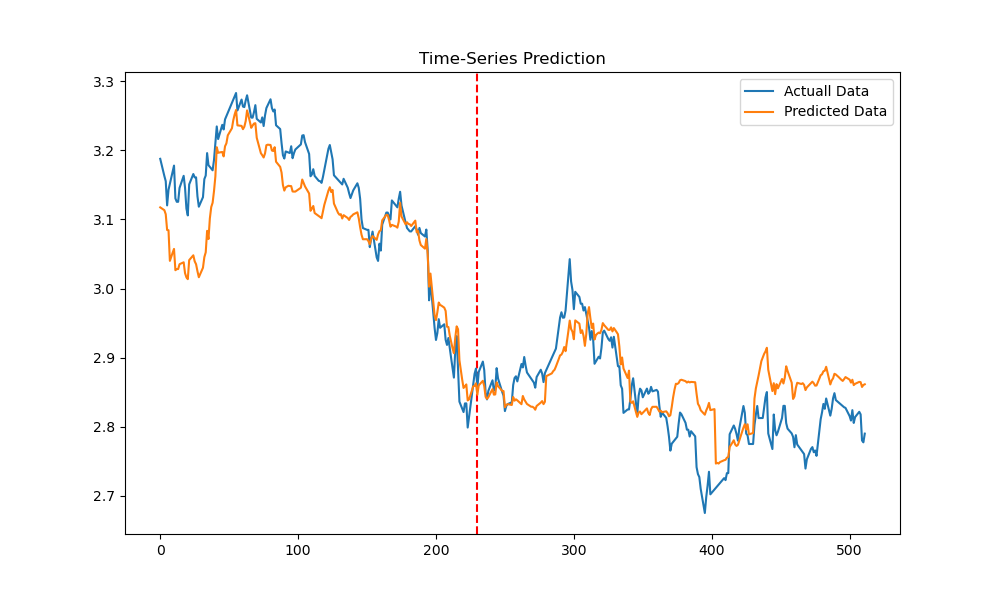 Time-Series Prediction
Actuall Data
Predicted Data
3.3
3.2
3.1
3.0
2.9
2.8
2.7
0 100 200 300 400 500